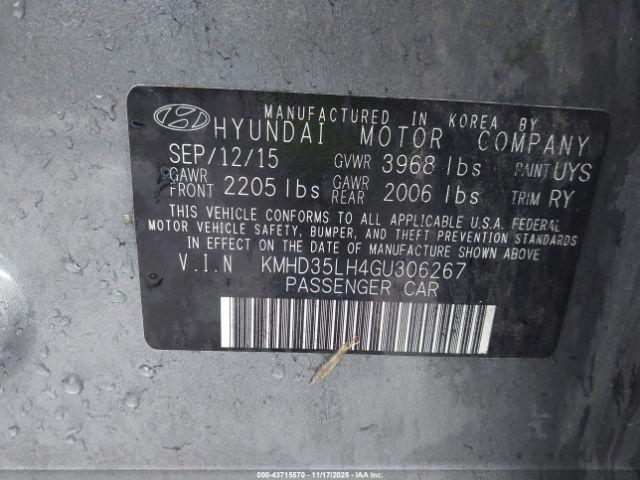 MANUFACTURED IN KOREA BY
HYUNDAI MOTOR COMPANY
SEP/12/15 GVWR 3968 lbs PAINT UYS
GAWR FRONT 2205 lbs GAWR REAR 2006 lbs TRIM RY
THIS VEHICLE CONFORMS TO ALL APPLICABLE U.S.A. FEDERAL
MOTOR VEHICLE SAFETY, BUMPER, AND THEFT PREVENTION STANDARDS
IN EFFECT ON THE DATE OF MANUFACTURE SHOWN ABOVE
V.I.N KMHD35LH4GU306267
PASSENGER CAR
000-43715570 - 11/17/2025 - IAAI.COM